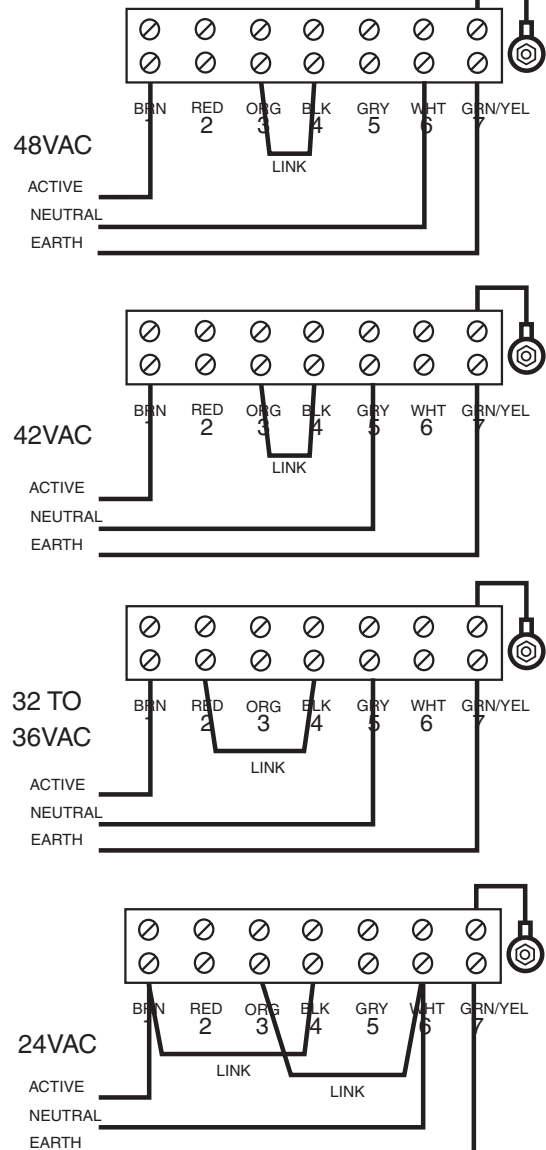 BRN RED ORG BLK GRY WHT GRN/YEL
1 2 3 4 5 6 7
48VAC
LINK
ACTIVE
NEUTRAL
EARTH
BRN RED ORG BLK GRY WHT GRN/YEL
1 2 3 4 5 6 7
42VAC
LINK
ACTIVE
NEUTRAL
EARTH
BRN RED ORG BLK GRY WHT GRN/YEL
1 2 3 4 5 6 7
32 TO
36VAC
LINK
ACTIVE
NEUTRAL
EARTH
BRN RED ORG BLK GRY WHT GRN/YEL
1 2 3 4 5 6 7
24VAC
LINK
LINK
ACTIVE
NEUTRAL
EARTH